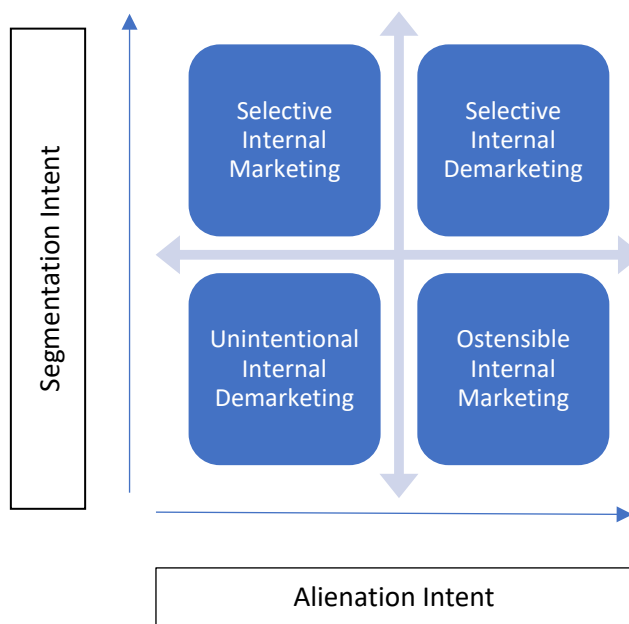 Segmentation Intent
Selective
Internal
Marketing
Selective
Internal
Demarketing
Unintentional
Internal
Demarketing
Ostensible
Internal
Marketing
Alienation Intent